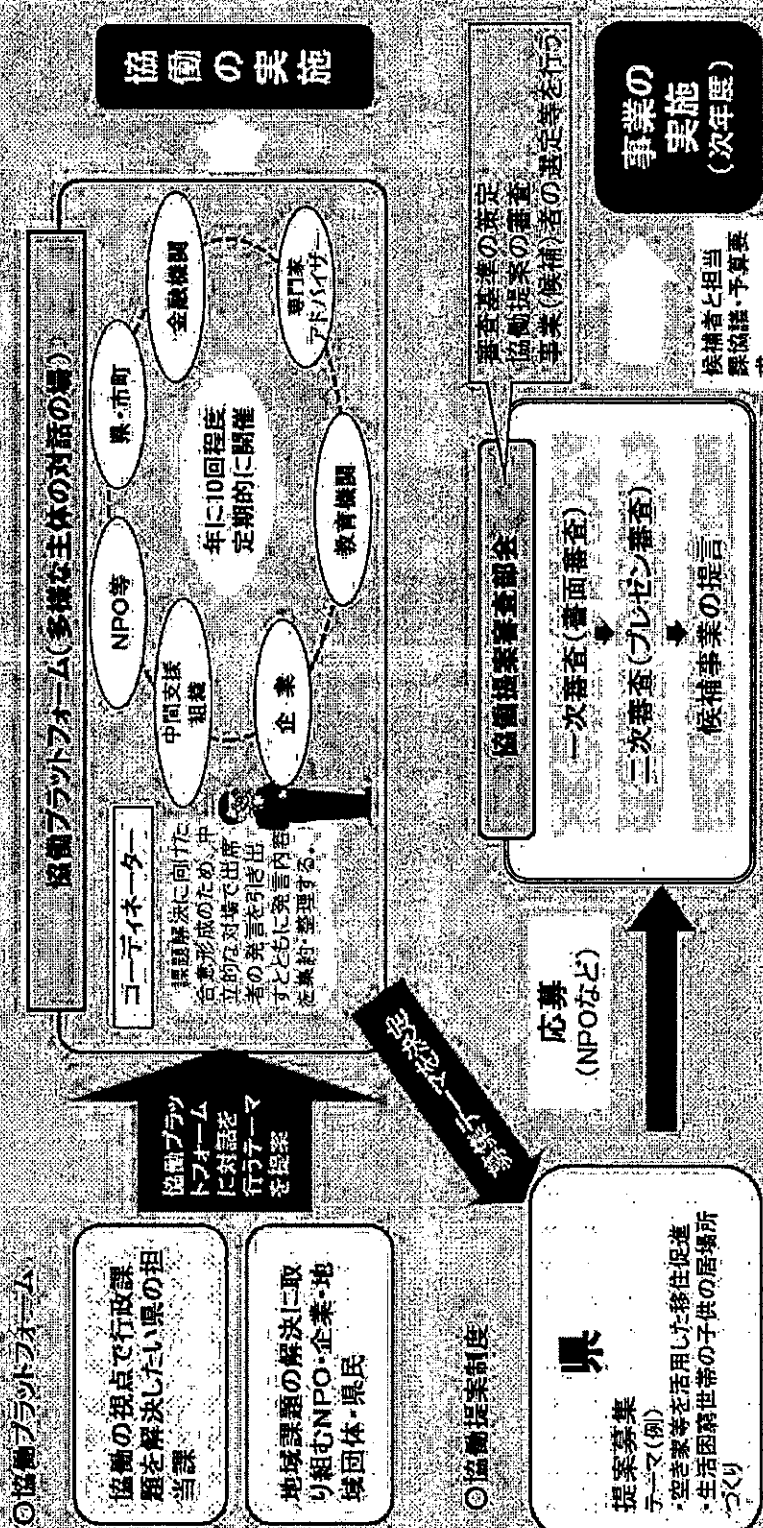 ○協働プラットフォーム
協働の視点で行政課
題を解決したい県の担
当課
地域課題の解決に取
り組むNPO・企業・地
域団体・県民
協働プラッ
トフォーム
に対話を
行うテーマ
を提案
協働プラットフォーム(多様な主体の対話の場)
コーディネーター
課題解決に向けた
合意形成のため、中
立的な対場で出席
者の発言を引き出
すとともに発言内容
を集約・整理する。
NPO等
県・市町
金融機関
専門家
アドバイザー
教育機関
企業
中間支援
組織
年に10回程度、
定期的に開催
協働の実施
○協働提案制度
県
提案募集
テーマ(例)
・空き家等を活用した移住促進
・生活困窮世帯の子供の居場所
づくり
応募
(NPOなど)
協働提案審査部会
一次審査(書面審査)
二次審査(プレゼン審査)
候補事業の提言
審査基準の策定
協働提案の審査
事業(候補)者の選定等を行う
候補者と担当
課協議・予算要
求
事業の
実施
(次年度)